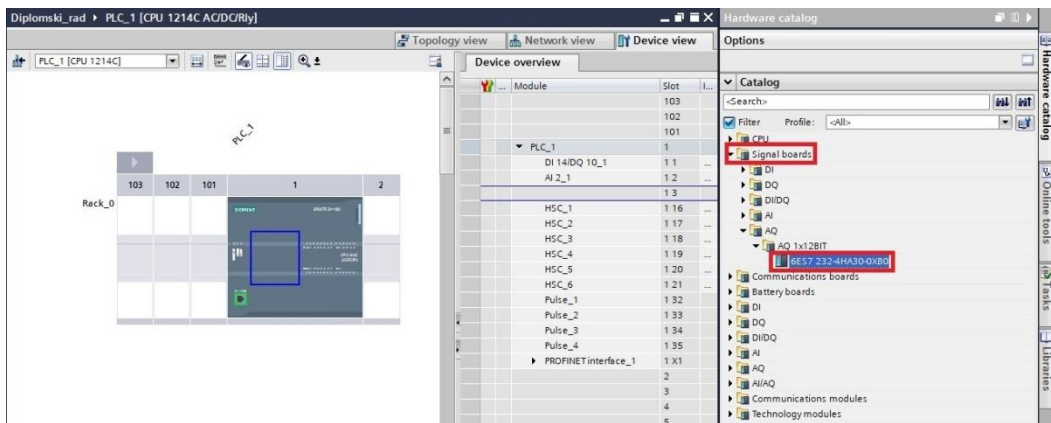 Diplomski_rad ▸ PLC_1 [CPU 1214C AC/DC/Rly]
Topology view
Network view
Device view
PLC_1 [CPU 1214C]
PLC_1
103 102 101 1 2
Rack_0
SIEMENS
Device overview
... Module Slot I...
103
102
101
PLC_1 1
DI 14/DQ 10_1 1 1 ...
AI 2_1 1 2 ...
1 3
HSC_1 1 16 ...
HSC_2 1 17 ...
HSC_3 1 18 ...
HSC_4 1 19 ...
HSC_5 1 20 ...
HSC_6 1 21 ...
Pulse_1 1 32
Pulse_2 1 33
Pulse_3 1 34
Pulse_4 1 35
PROFINET interface_1 1 X1
2
3
4
5
Hardware catalog
Options
Catalog
<Search>
Filter Profile: <All>
CPU
Signal boards
DI
DQ
DI/DQ
AI
AQ
AQ 1x12BIT
6ES7 232-4HA30-0XB0
Communications boards
Battery boards
DI
DQ
DI/DQ
AI
AQ
AI/AQ
Communications modules
Technology modules
Hardware catalog
Online tools
Tasks
Libraries